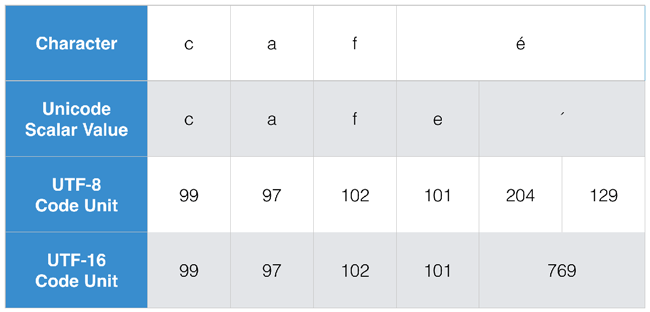 Character c a f é
Unicode
Scalar Value c a f e ´
UTF-8
Code Unit 99 97 102 101 204 129
UTF-16
Code Unit 99 97 102 101 769